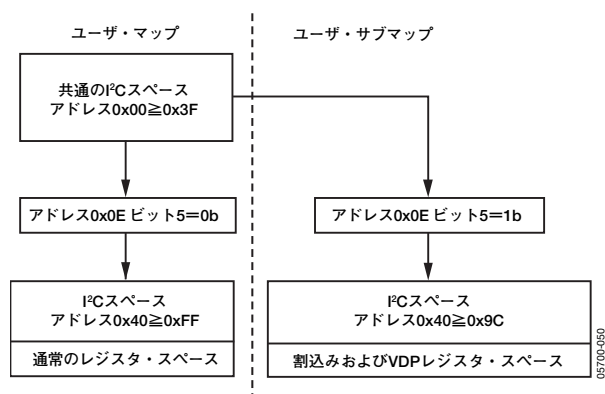 ユーザ・マップ
ユーザ・サブマップ
共通のI²Cスペース
アドレス0x00≧0x3F
アドレス0x0E ビット5＝0b
アドレス0x0E ビット5＝1b
I²Cスペース
アドレス0x40≧0xFF
通常のレジスタ・スペース
I²Cスペース
アドレス0x40≧0x9C
割込みおよびVDPレジスタ・スペース
05700-050